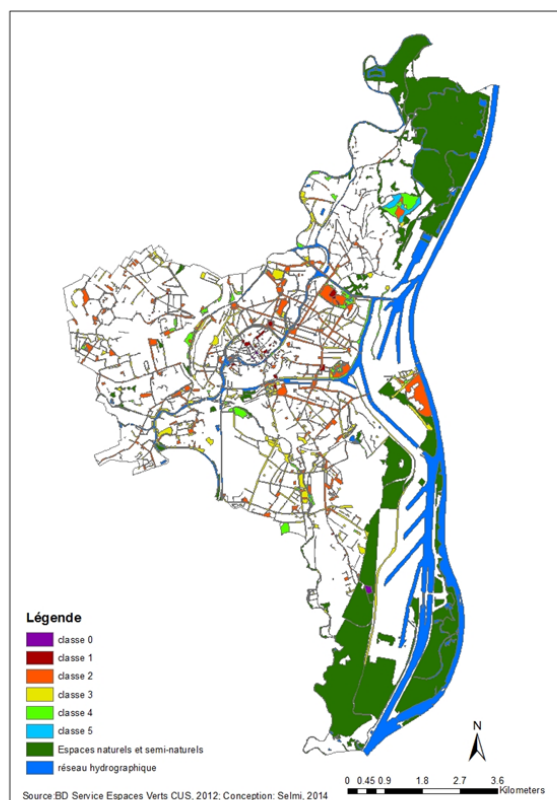 Légende
classe 0
classe 1
classe 2
classe 3
classe 4
classe 5
Espaces naturels et semi-naturels
réseau hydrographique
N
0 0.45 0.9 1.8 2.7 3.6
Kilometers
Source:BD Service Espaces Verts CUS, 2012; Conception: Selmi, 2014